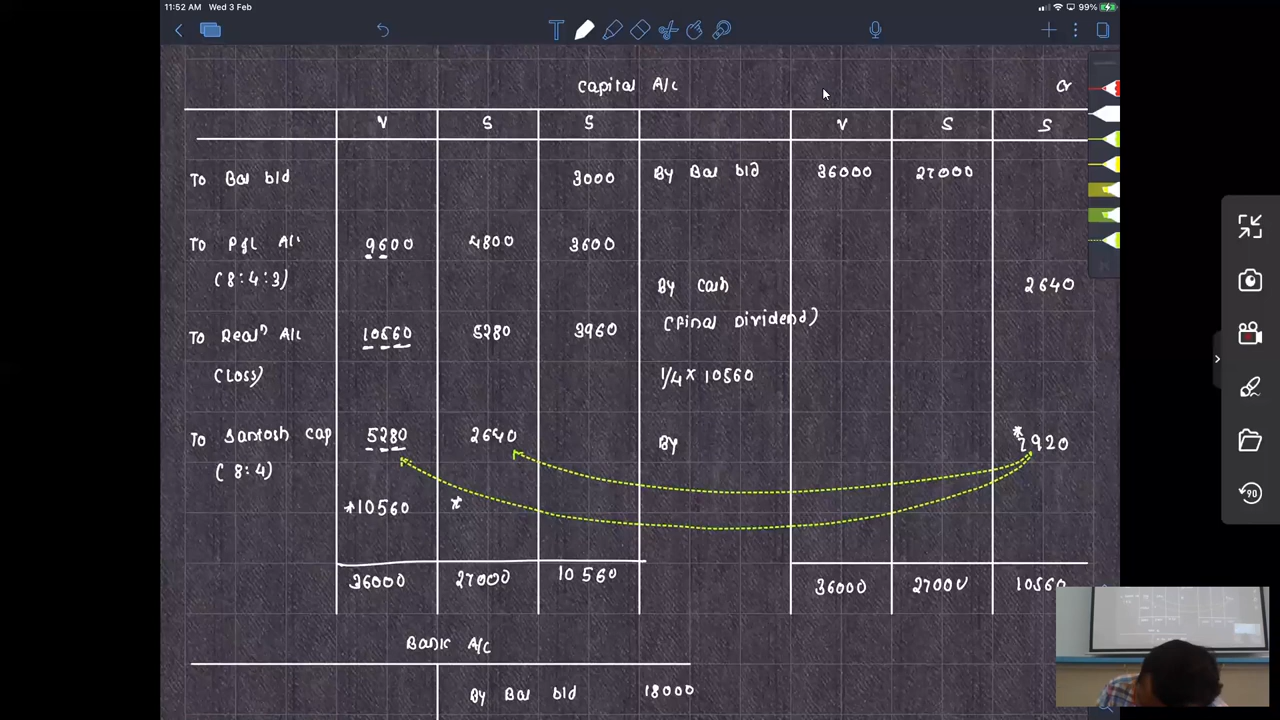 11:52 AM Wed 3 Feb
99%
Capital A/c
Cr
V S S V S S
To Bal b/d 3000 By Bal b/d 36000 27000
To P&L A/c 9600 4800 3600
(8:4:3) By Cash 2640
To Real" A/c 10560 5280 3960 (Final Dividend)
(Loss) 1/4 x 10560
To Santosh Cap 5280 2640 By *7920
(8:4)
*10560 *
36000 27000 10560 36000 27000 10560
Bank A/c
By Bal b/d 18000
90